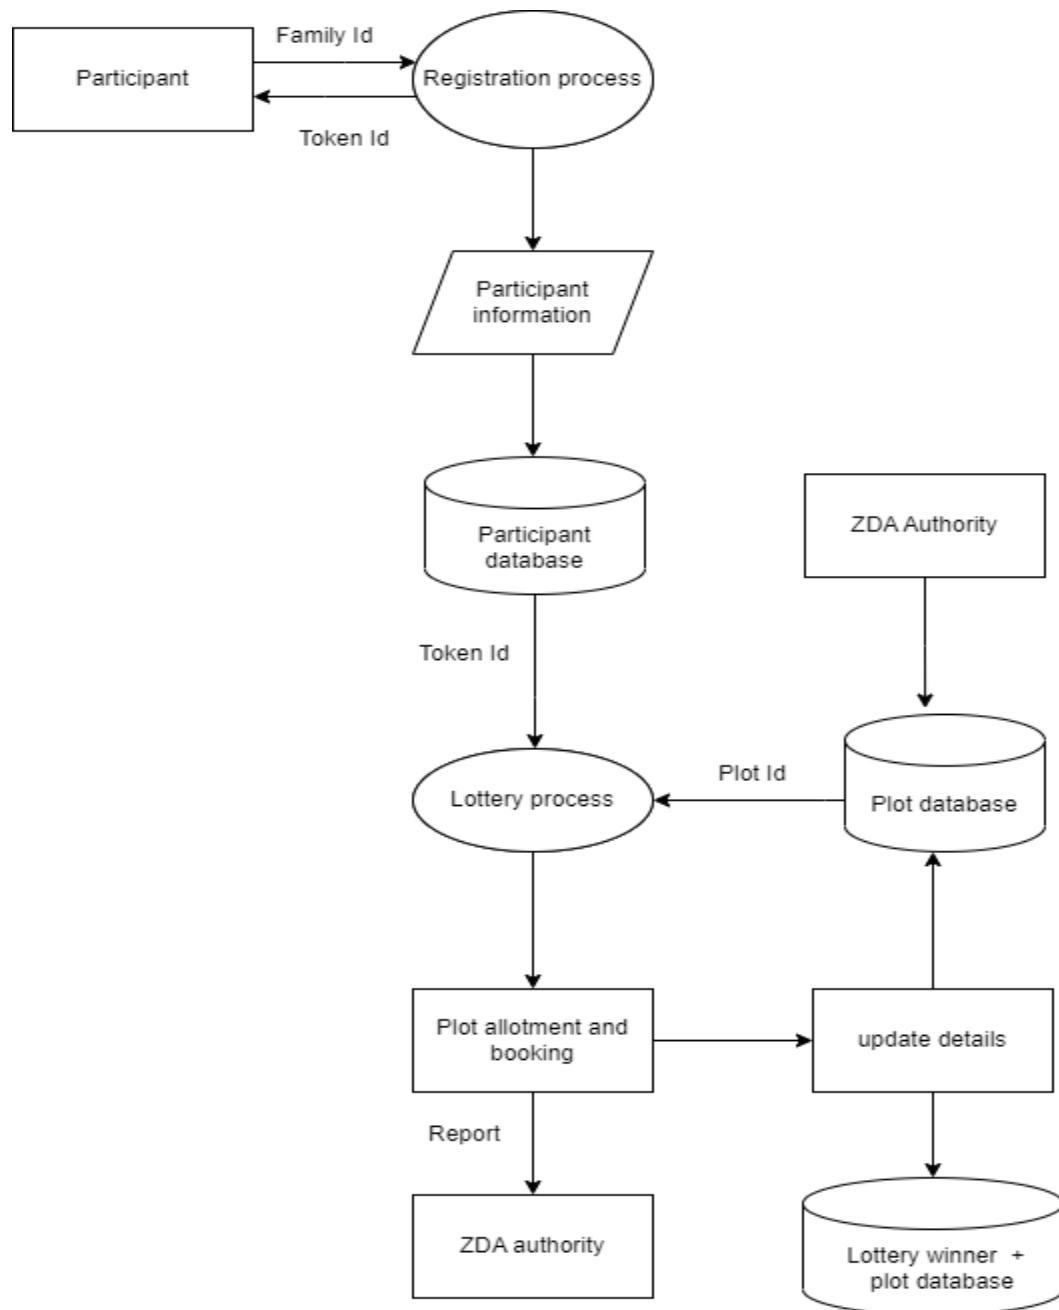 Family Id
Participant
Registration process
Token Id
Participant
information
Participant
database
ZDA Authority
Token Id
Plot Id
Lottery process
Plot database
Plot allotment and
booking
update details
Report
ZDA authority
Lottery winner +
plot database